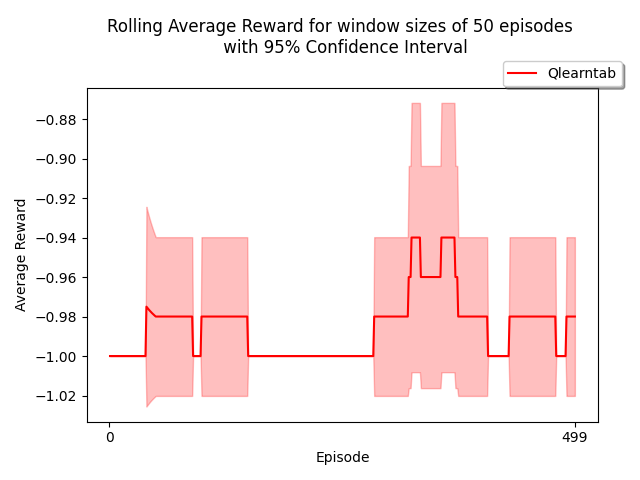 Rolling Average Reward for window sizes of 50 episodes
with 95% Confidence Interval
Qlearntab
−0.88
−0.90
−0.92
−0.94
−0.96
−0.98
−1.00
−1.02
Average Reward
0
499
Episode